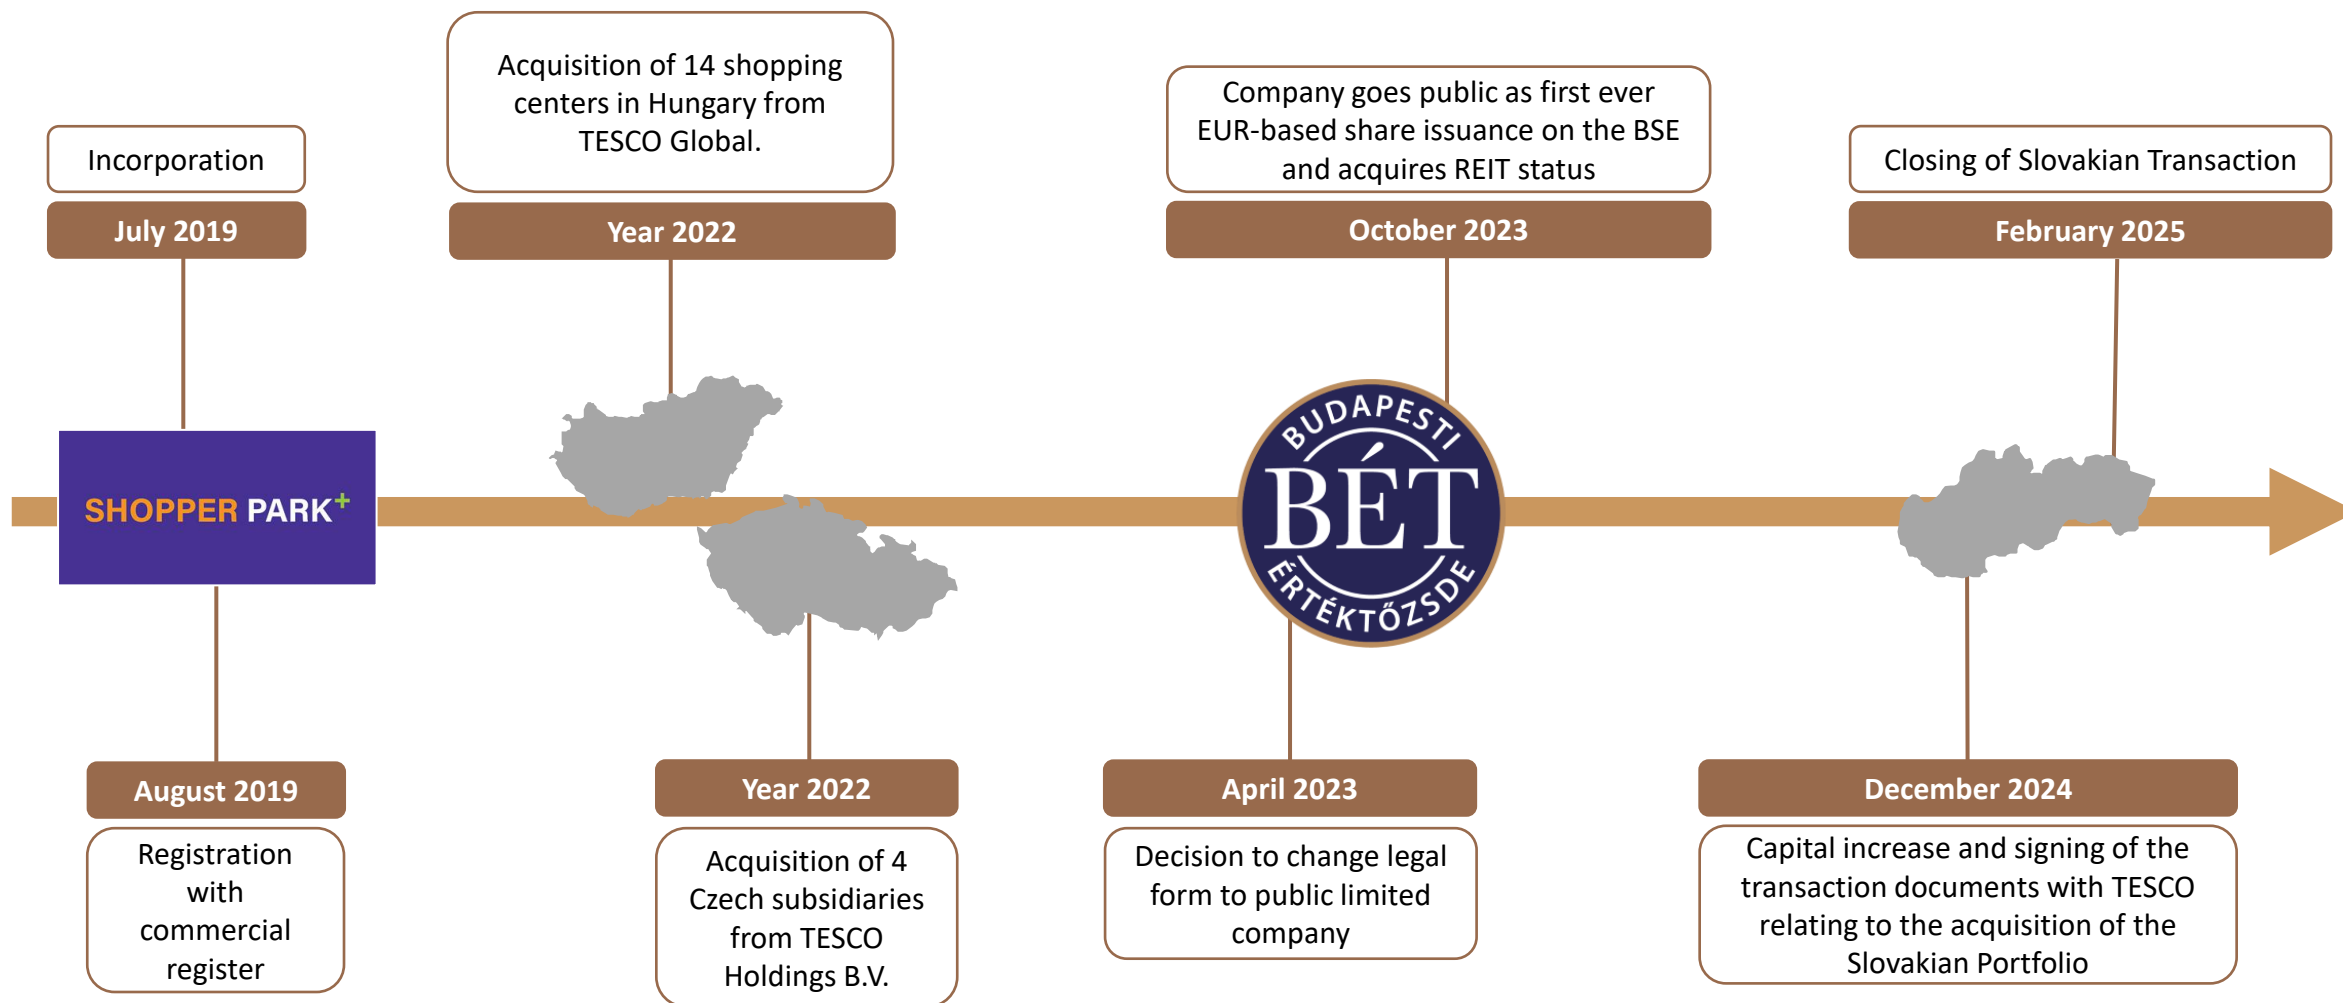 Incorporation
July 2019
Acquisition of 14 shopping
centers in Hungary from
TESCO Global.
Year 2022
Company goes public as first ever
EUR-based share issuance on the BSE
and acquires REIT status
October 2023
Closing of Slovakian Transaction
February 2025
SHOPPER PARK+
BUDAPESTI
BÉT
ÉRTÉKTŐZSDE
August 2019
Registration
with
commercial
register
Year 2022
Acquisition of 4
Czech subsidiaries
from TESCO
Holdings B.V.
April 2023
Decision to change legal
form to public limited
company
December 2024
Capital increase and signing of the
transaction documents with TESCO
relating to the acquisition of the
Slovakian Portfolio